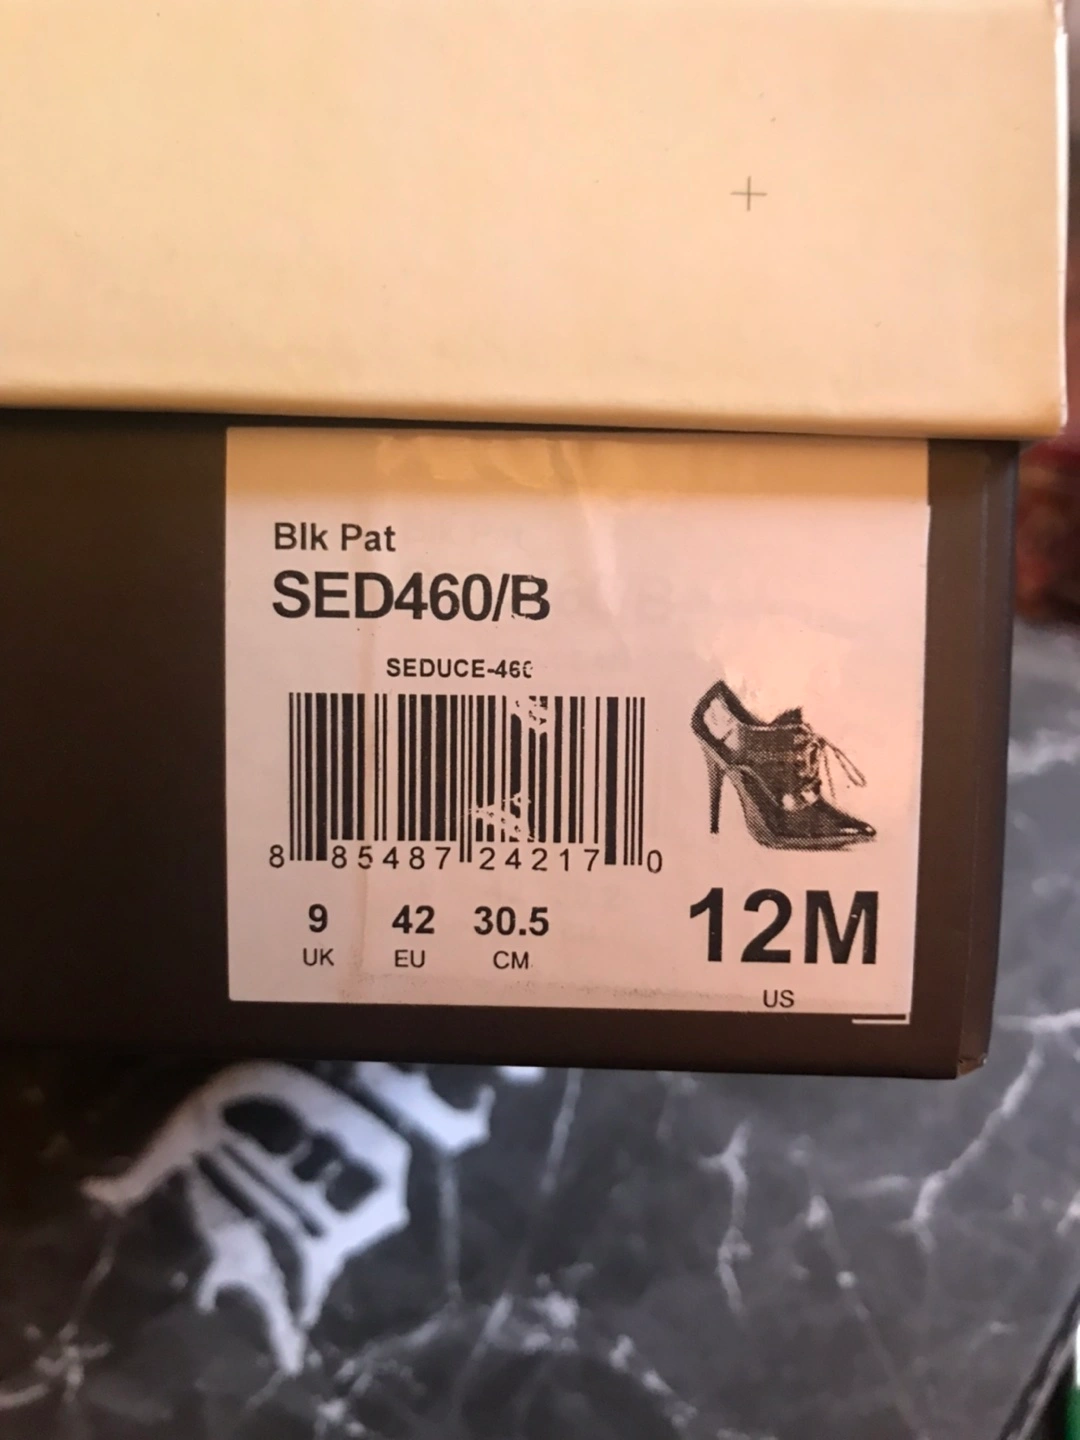 Blk Pat
SED460/B
SEDUCE-460
8 85487 24217 0
9 42 30.5
UK EU CM
12M
US